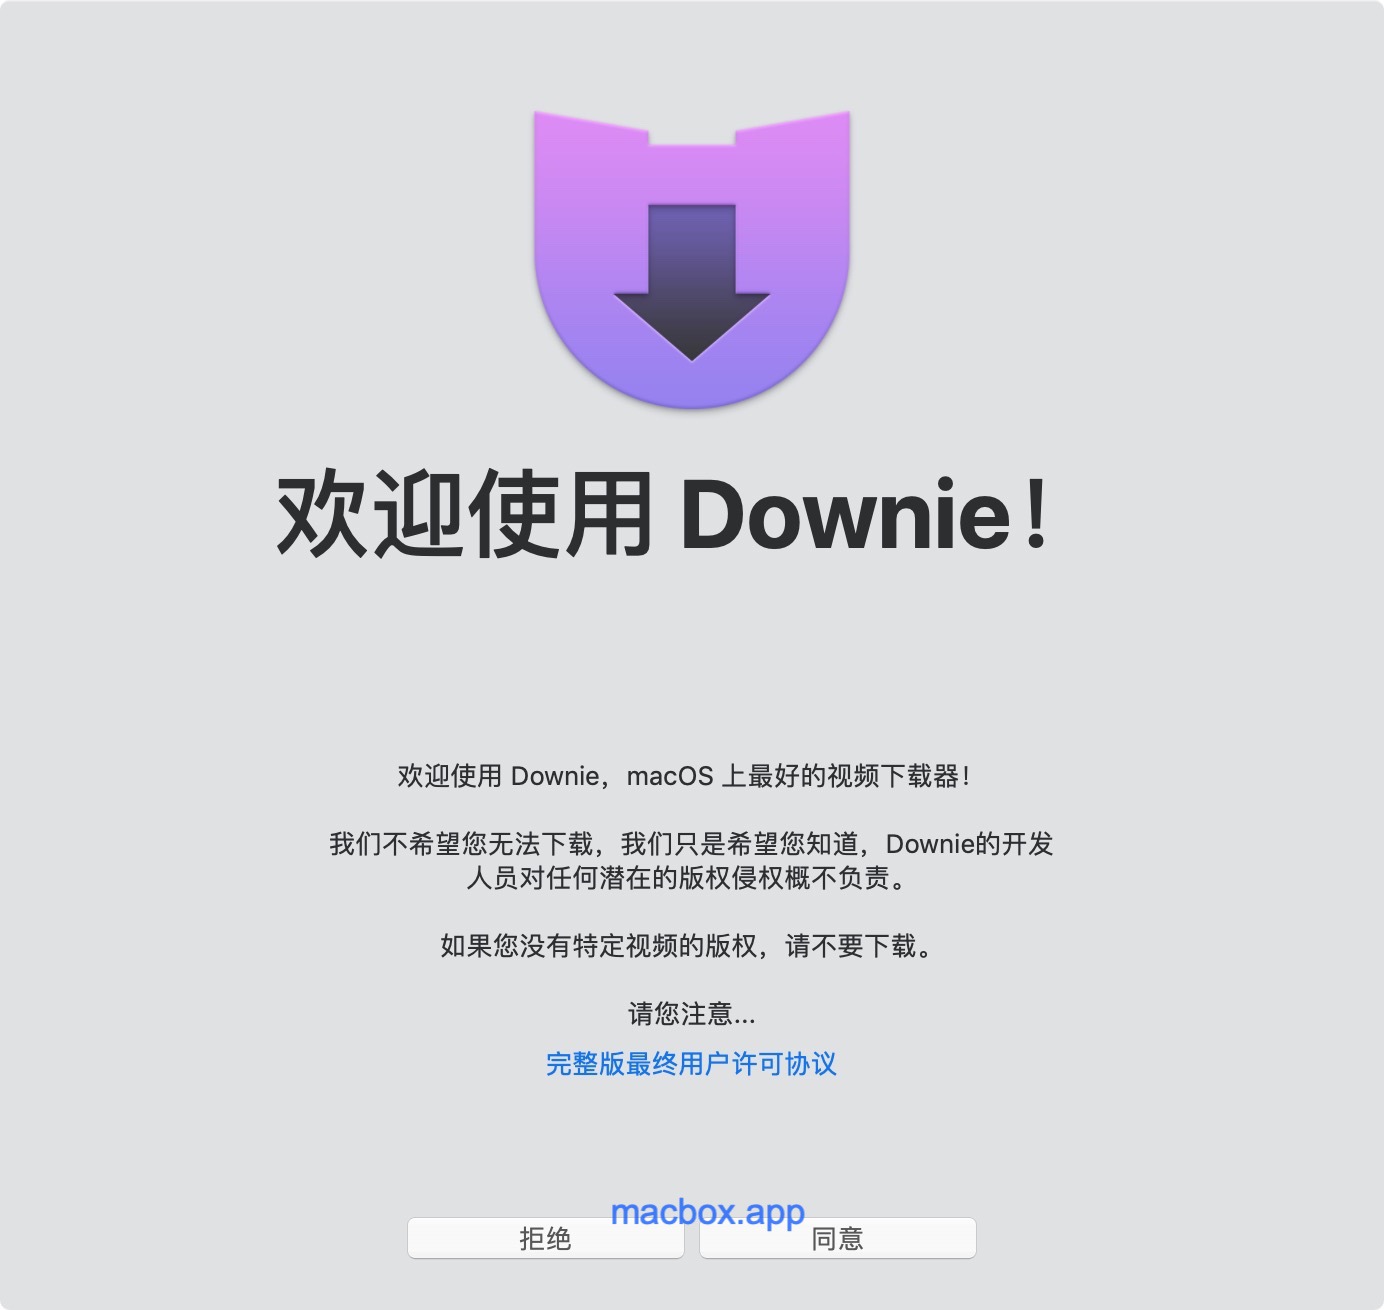 欢迎使用 Downie！
欢迎使用 Downie，macOS 上最好的视频下载器！
我们不希望您无法下载，我们只是希望您知道，Downie的开发
人员对任何潜在的版权侵权概不负责。
如果您没有特定视频的版权，请不要下载。
请您注意...
完整版最终用户许可协议
macbox.app
拒绝
同意